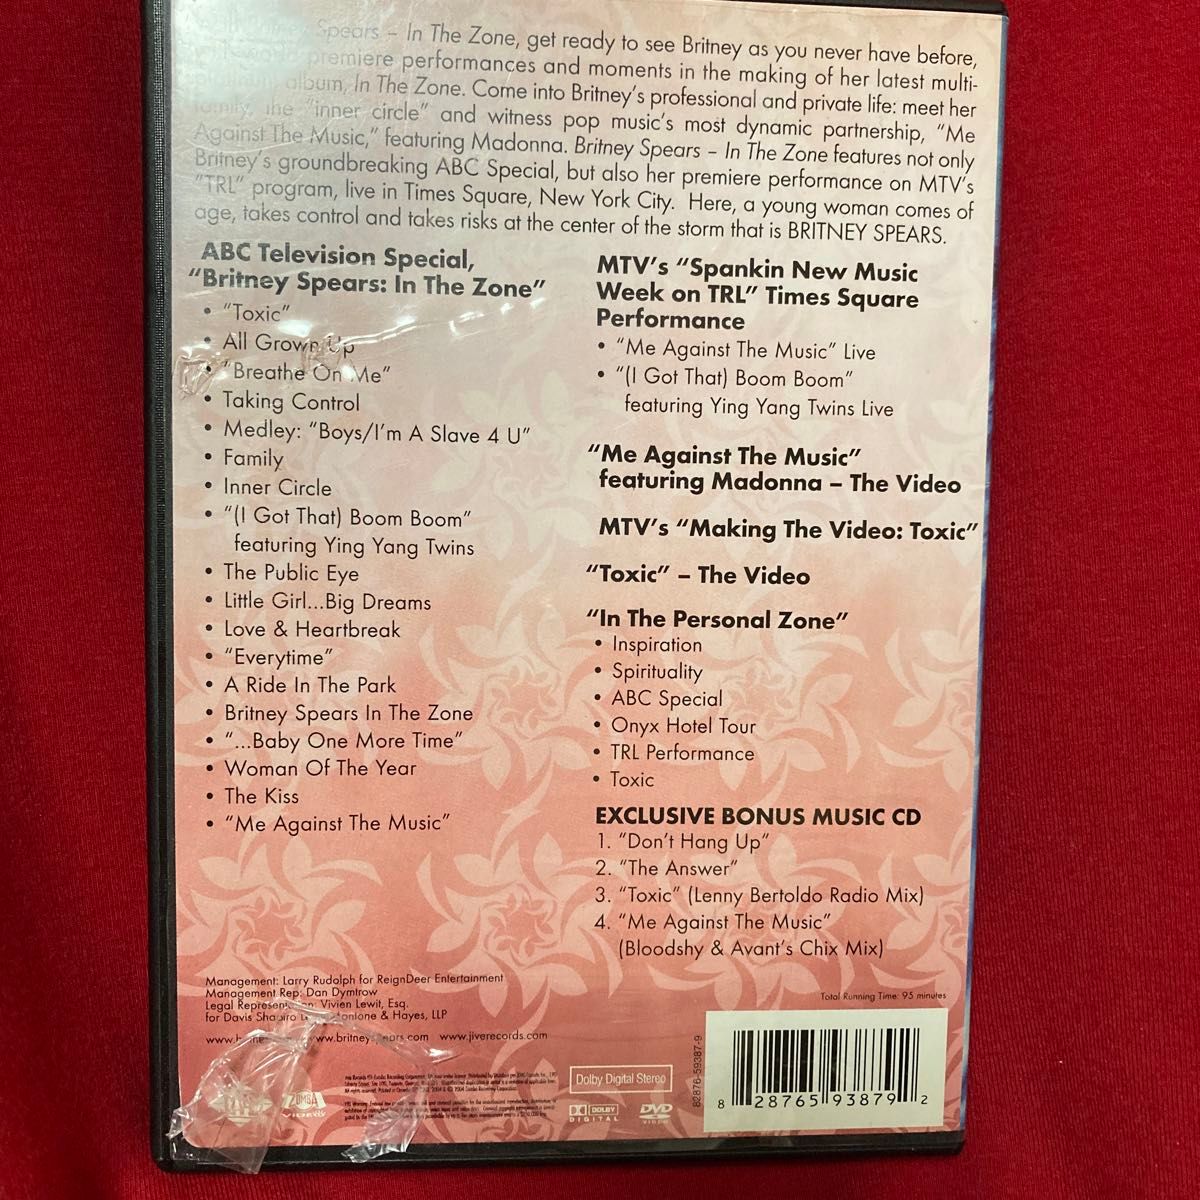 Spears – In The Zone, get ready to see Britney as you never have before,
premiere performances and moments in the making of her latest multi-
platinum album, In The Zone. Come into Britney's professional and private life: meet her
family, the "inner circle" and witness pop music's most dynamic partnership, "Me
Against The Music," featuring Madonna. Britney Spears – In The Zone features not only
Britney's groundbreaking ABC Special, but also her premiere performance on MTV's
"TRL" program, live in Times Square, New York City. Here, a young woman comes of
age, takes control and takes risks at the center of the storm that is BRITNEY SPEARS.
ABC Television Special,
"Britney Spears: In The Zone"
• "Toxic"
• All Grown Up
• "Breathe On Me"
• Taking Control
• Medley: "Boys/I'm A Slave 4 U"
• Family
• Inner Circle
• "(I Got That) Boom Boom"
featuring Ying Yang Twins
• The Public Eye
• Little Girl...Big Dreams
• Love & Heartbreak
• "Everytime"
• A Ride In The Park
• Britney Spears In The Zone
• "...Baby One More Time"
• Woman Of The Year
• The Kiss
• "Me Against The Music"
MTV's "Spankin New Music
Week on TRL" Times Square
Performance
• "Me Against The Music" Live
• "(I Got That) Boom Boom"
featuring Ying Yang Twins Live
"Me Against The Music"
featuring Madonna – The Video
MTV's "Making The Video: Toxic"
"Toxic" – The Video
"In The Personal Zone"
• Inspiration
• Spirituality
• ABC Special
• Onyx Hotel Tour
• TRL Performance
• Toxic
EXCLUSIVE BONUS MUSIC CD
1. "Don't Hang Up"
2. "The Answer"
3. "Toxic" (Lenny Bertoldo Radio Mix)
4. "Me Against The Music"
(Bloodshy & Avant's Chix Mix)
Management: Larry Rudolph for ReignDeer Entertainment
Management Rep: Dan Dymtrow
Legal Representation: Vivien Lewit, Esq.
for Davis Shapiro & Hayes, LLP
www.britneyspears.com www.jiverecords.com
Total Running Time: 95 minutes
Dolby Digital Stereo
DOLBY
DIGITAL
DVD
VIDEO
ZOMBA
VIDEO
82876-59387-9
8 28765 93879 2